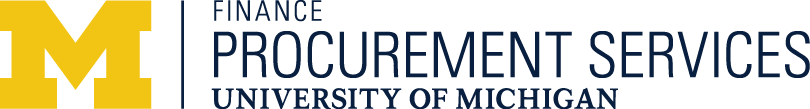 M
FINANCE
PROCUREMENT SERVICES
UNIVERSITY OF MICHIGAN